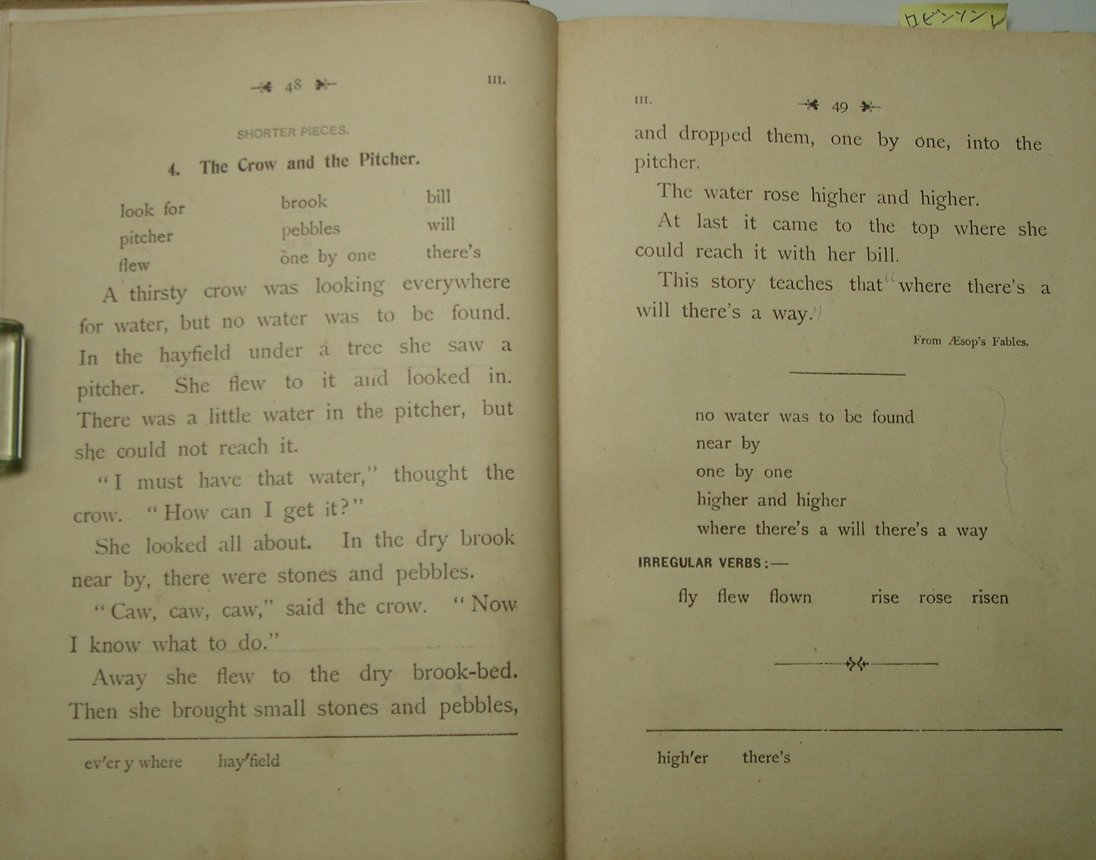 48 III.
SHORTER PIECES.
4. The Crow and the Pitcher.
look for brook bill
pitcher pebbles will
flew one by one there's
A thirsty crow was looking everywhere
for water, but no water was to be found.
In the hayfield under a tree she saw a
pitcher. She flew to it and looked in.
There was a little water in the pitcher, but
she could not reach it.
"I must have that water," thought the
crow. "How can I get it?"
She looked all about. In the dry brook
near by, there were stones and pebbles.
"Caw, caw, caw," said the crow. "Now
I know what to do."
Away she flew to the dry brook-bed.
Then she brought small stones and pebbles,
ev'er y where hay'field
ロビンソン
III. 49
and dropped them, one by one, into the
pitcher.
The water rose higher and higher.
At last it came to the top where she
could reach it with her bill.
This story teaches that "where there's a
will there's a way."
From Æsop's Fables.
no water was to be found
near by
one by one
higher and higher
where there's a will there's a way
IRREGULAR VERBS:—
fly flew flown rise rose risen
high'er there's